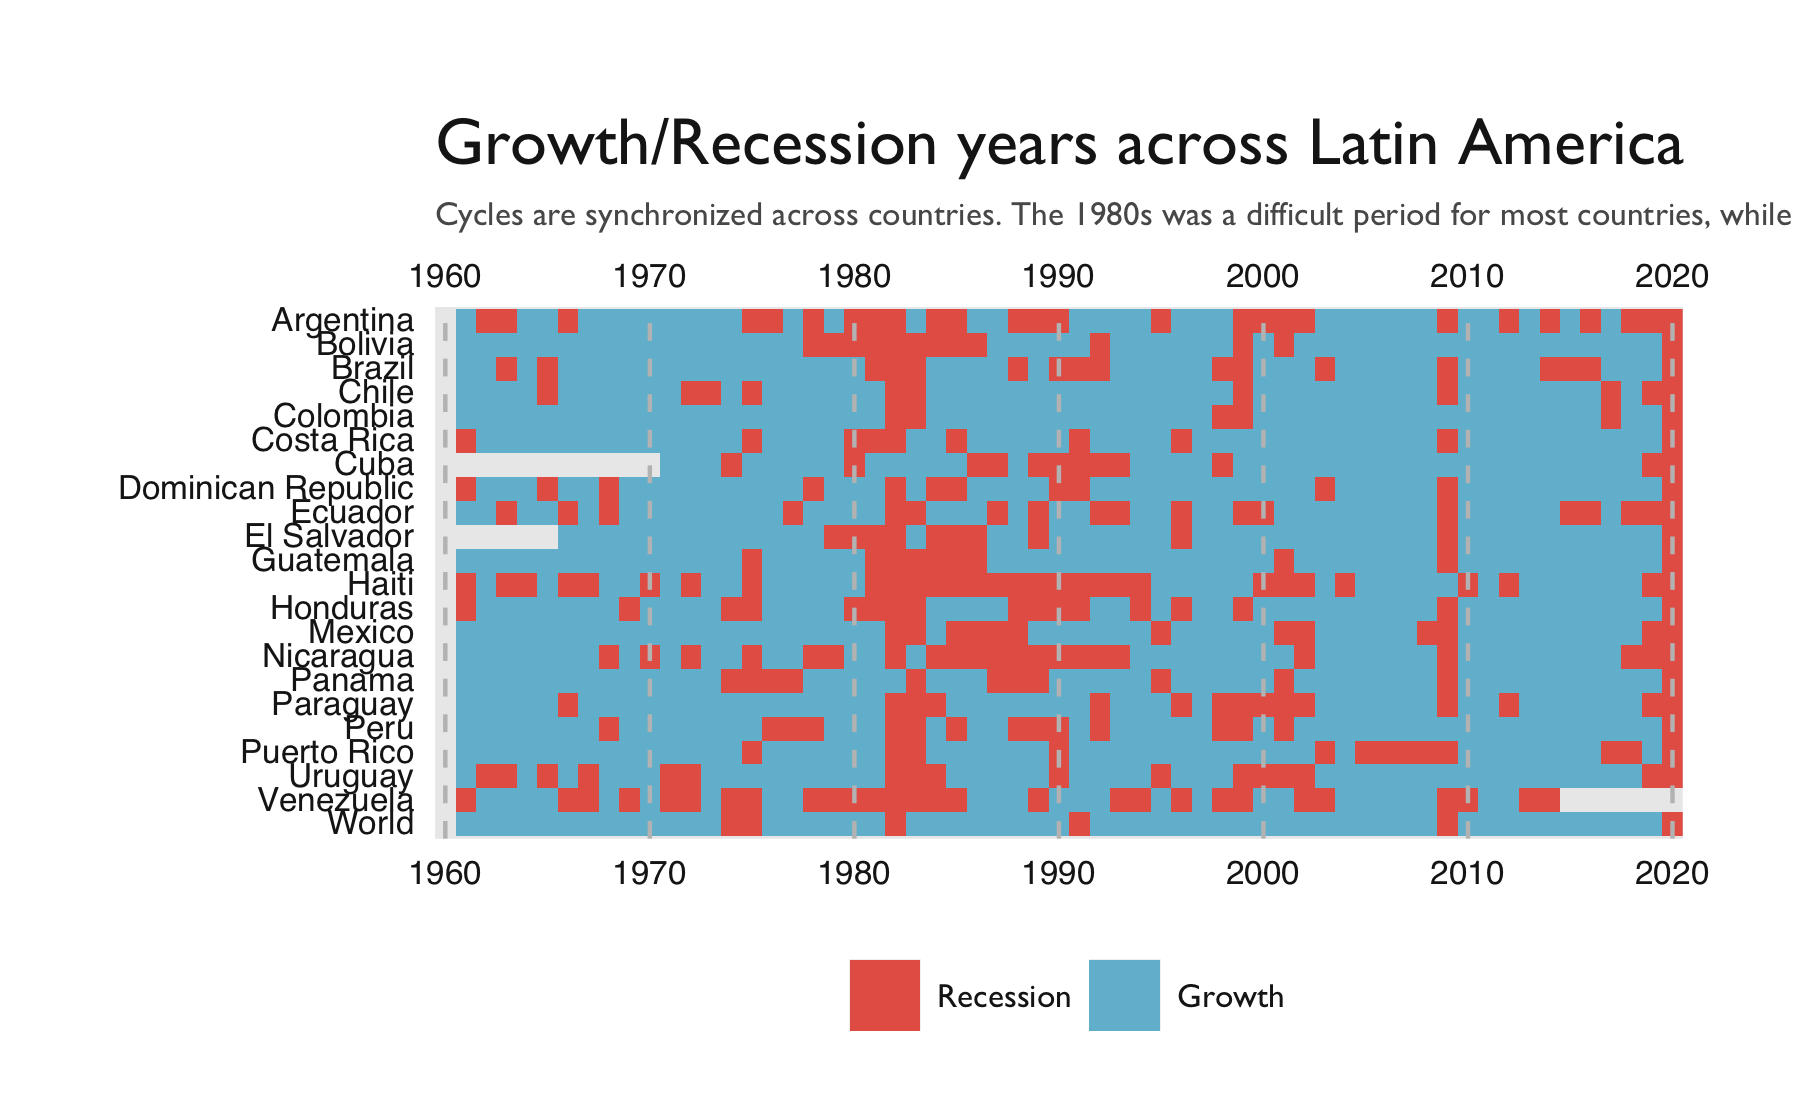 Growth/Recession years across Latin America
Cycles are synchronized across countries. The 1980s was a difficult period for most countries, while
1960 1970 1980 1990 2000 2010 2020
Argentina
Bolivia
Brazil
Chile
Colombia
Costa Rica
Cuba
Dominican Republic
Ecuador
El Salvador
Guatemala
Haiti
Honduras
Mexico
Nicaragua
Panama
Paraguay
Peru
Puerto Rico
Uruguay
Venezuela
World
1960 1970 1980 1990 2000 2010 2020
Recession Growth